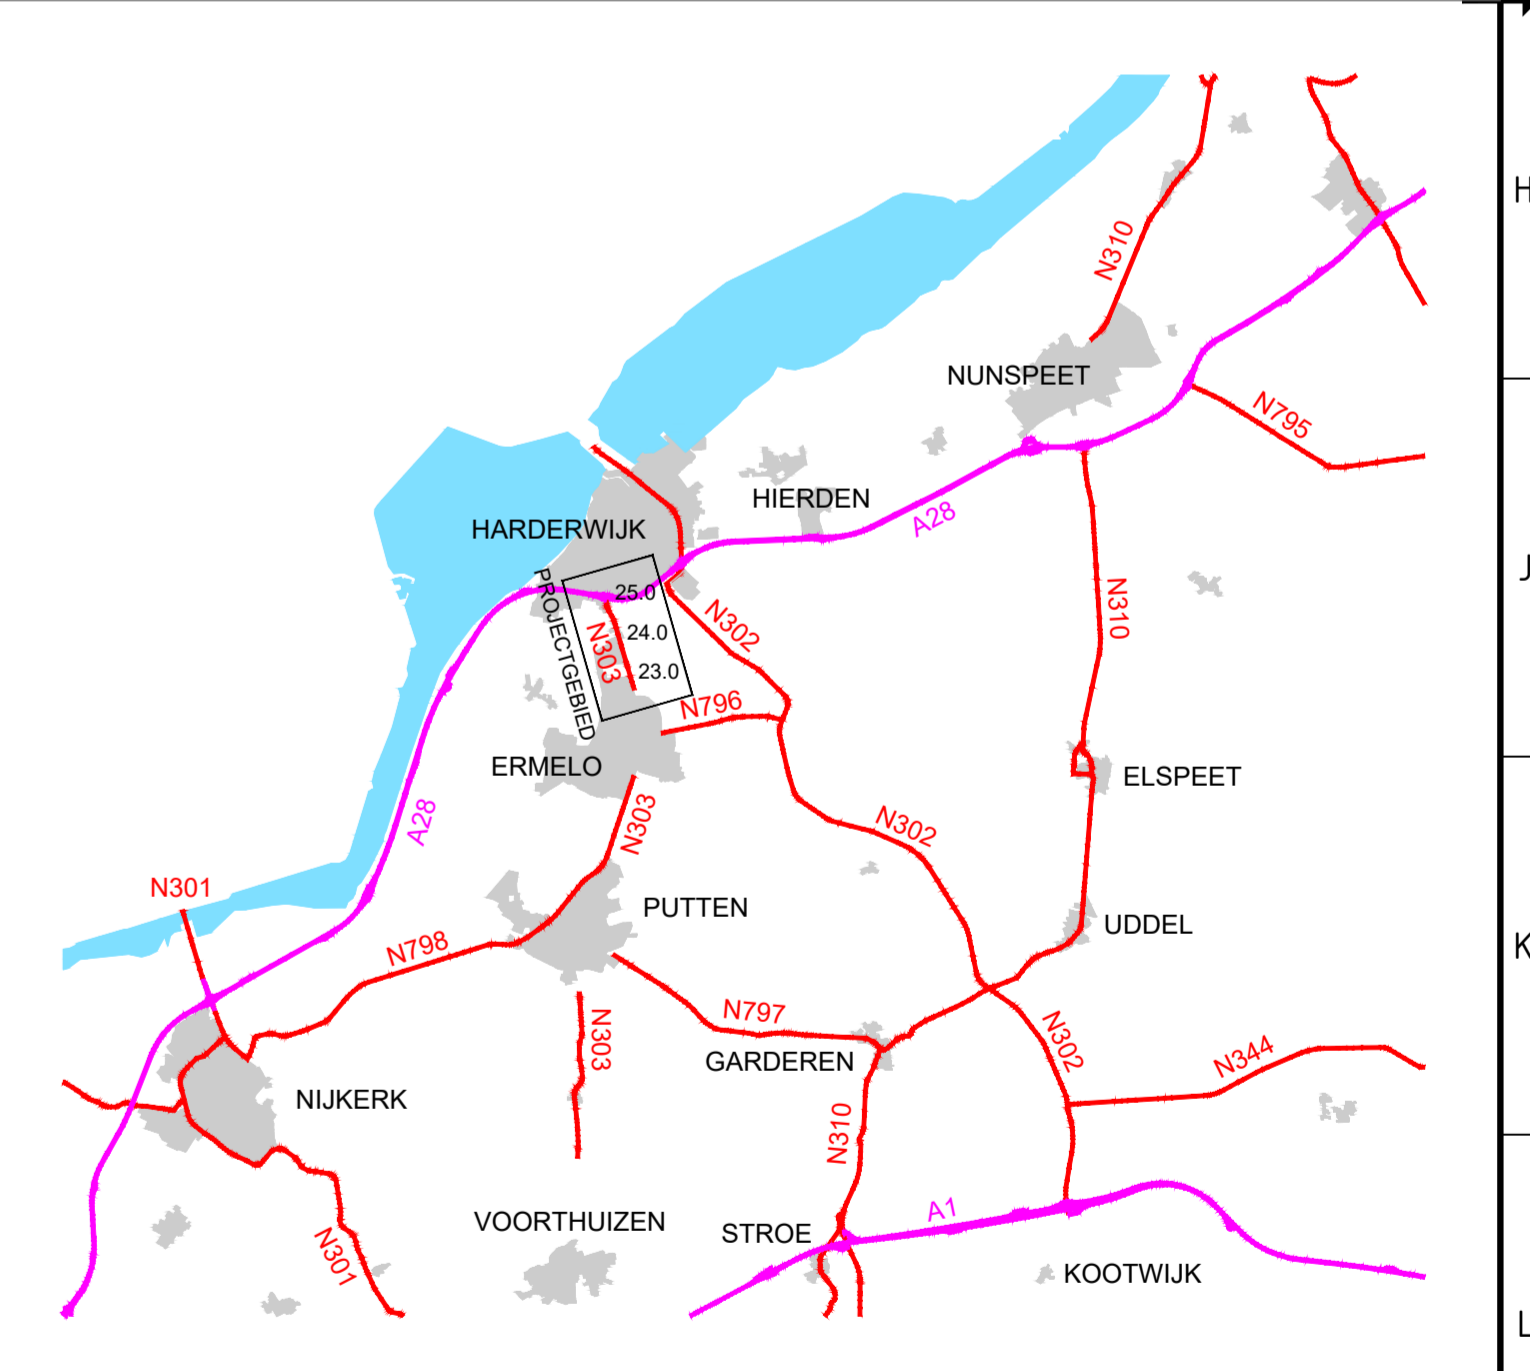 H
N310
NUNSPEET
N795
HIERDEN
A28
HARDERWIJK
J
PROJECTGEBIED
25.0
N310
N302
24.0
N303
23.0
N796
ERMELO
ELSPEET
A28
N303
N302
N301
PUTTEN
UDDEL
N798
K
N797
N303
N302
GARDEREN
N344
NIJKERK
N310
A1
VOORTHUIZEN
STROE
N301
KOOTWIJK
L